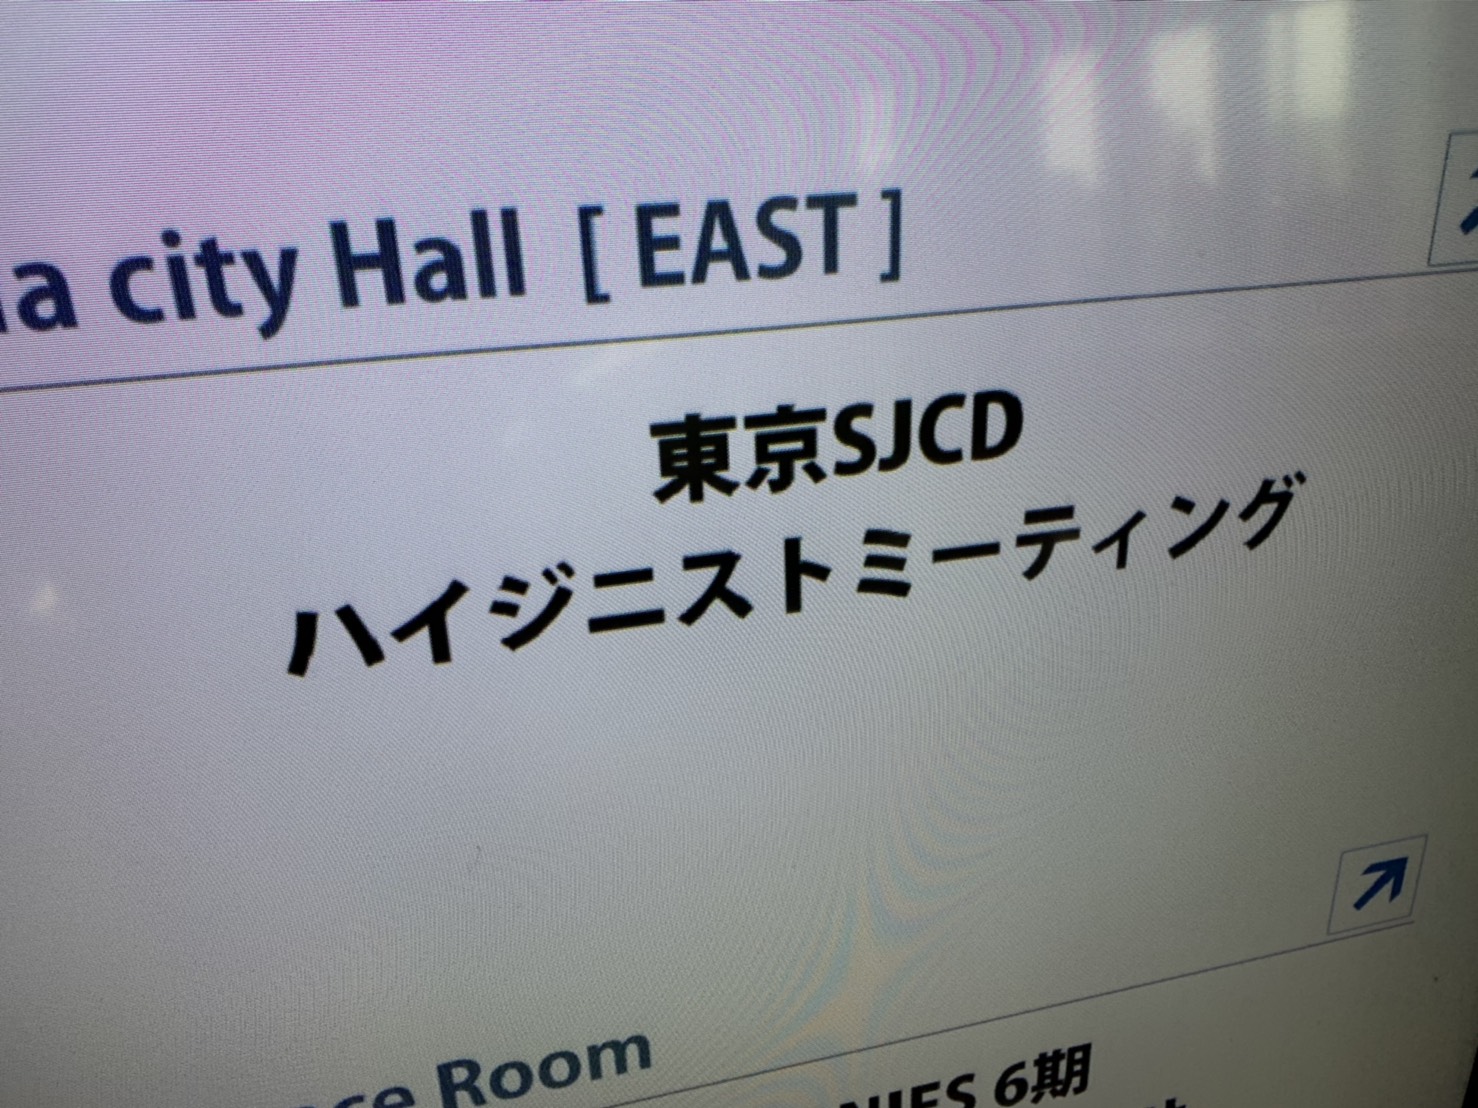 city Hall [ EAST ]
東京SJCD
ハイジニストミーティング
Room
6期